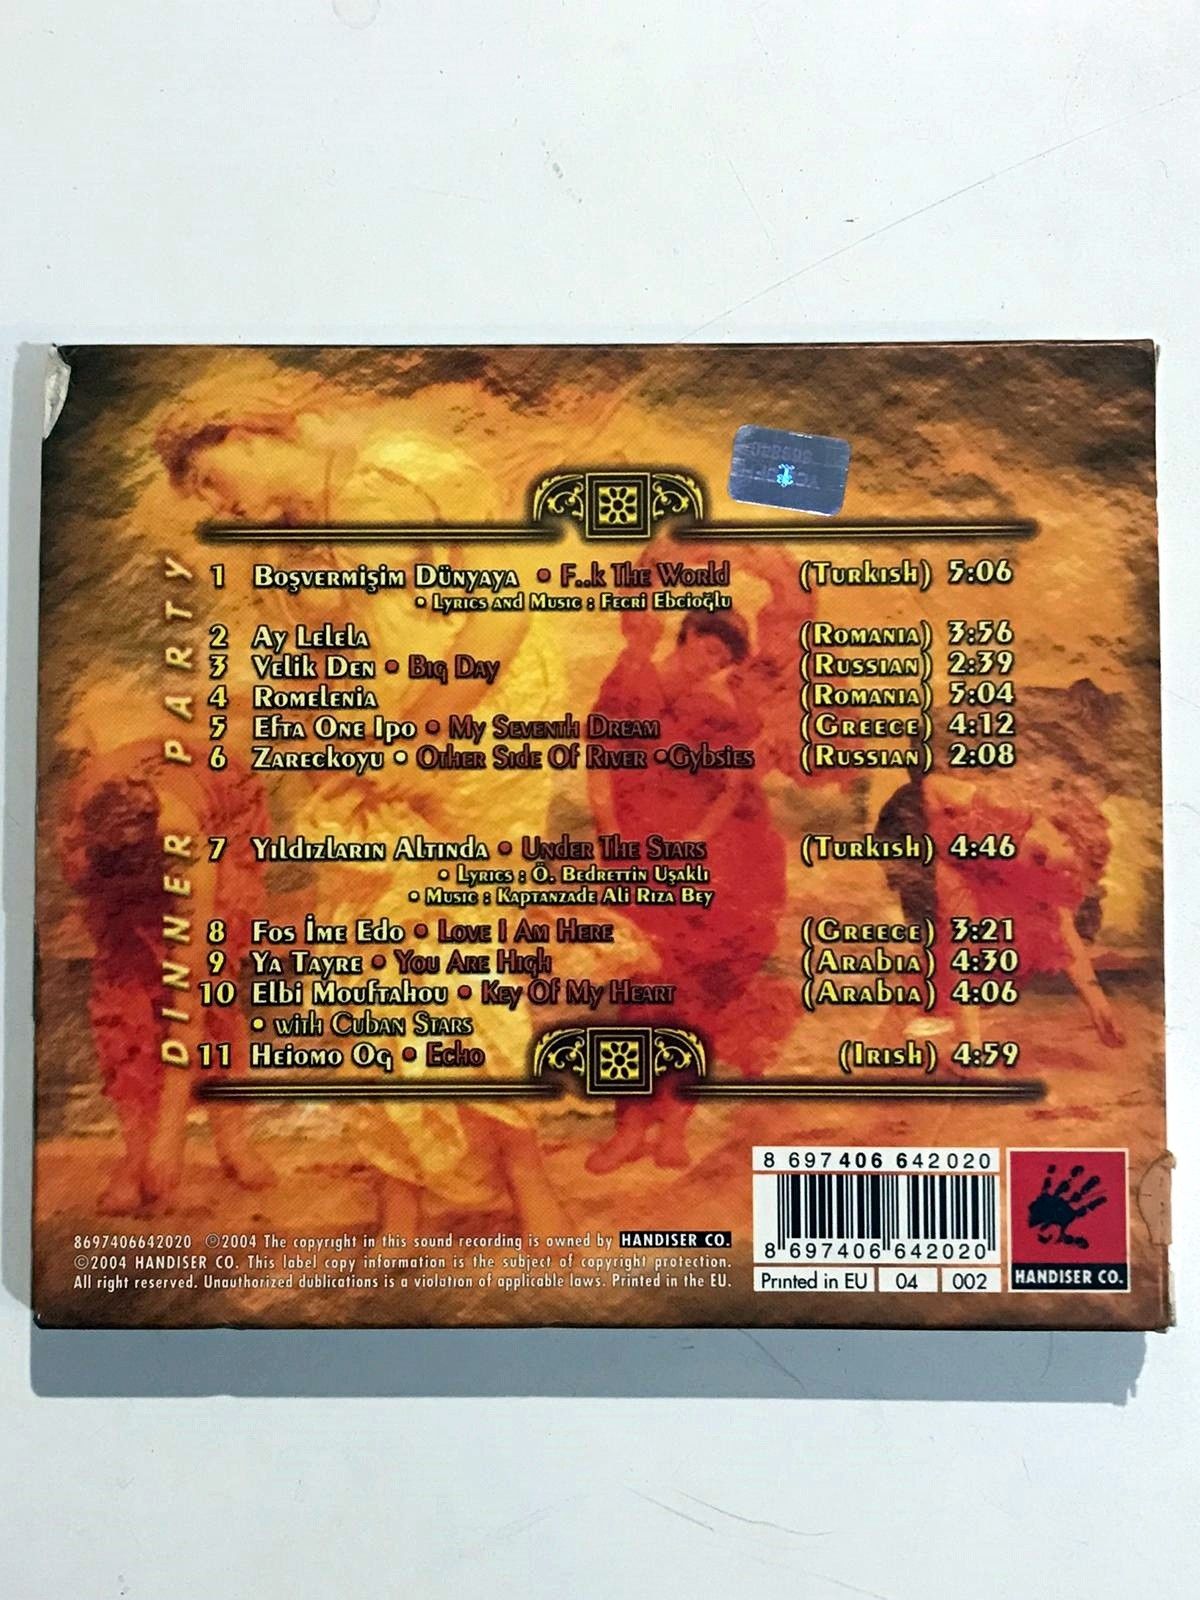 DINNER PARTY
1 Boşvermişim Dünyaya • F..k The World (Turkish) 5:06
• Lyrics and Music : Fecri Ebcioğlu
2 Ay Lelela (Romania) 3:56
3 Velik Den • Big Day (Russian) 2:39
4 Romelenia (Romania) 5:04
5 Efta One Ipo • My Seventh Dream (Greece) 4:12
6 Zareckoyu • Other Side Of River • Gybsies (Russian) 2:08
7 Yıldızların Altında • Under The Stars (Turkish) 4:46
• Lyrics : Ö. Bedrettin Uşaklı
• Music : Kaptanzade Ali Rıza Bey
8 Fos İme Edo • Love I Am Here (Greece) 3:21
9 Ya Tayre • You Are High (Arabia) 4:30
10 Elbi Mouftahou • Key Of My Heart (Arabia) 4:06
• with Cuban Stars
11 Heiomo Og • Echo (Irish) 4:59
8 697406 642020
8 697406 642020
Printed in EU 04 002
HANDISER CO.
8697406642020 ℗2004 The copyright in this sound recording is owned by HANDISER CO.
©2004 HANDISER CO. This label copy information is the subject of copyright protection.
All right reserved. Unauthorized dublications is a violation of applicable laws. Printed in the EU.